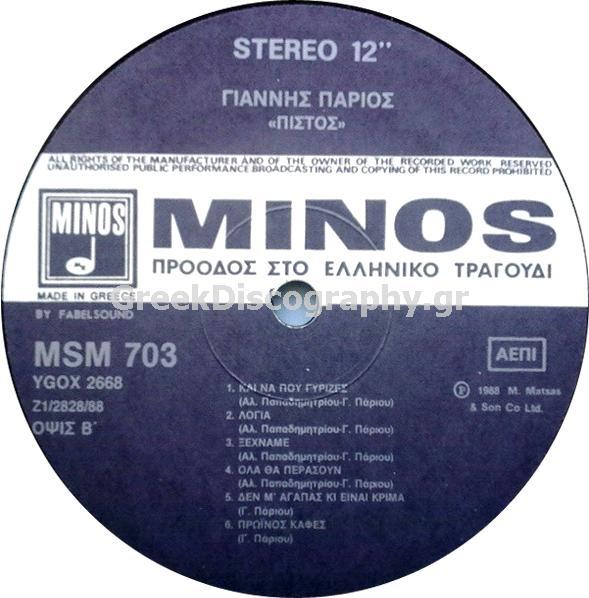 STEREO 12"
ΓΙΑΝΝΗΣ ΠΑΡΙΟΣ
«ΠΙΣΤΟΣ»
ALL RIGHTS OF THE MANUFACTURER AND OF THE OWNER OF THE RECORDED WORK RESERVED
UNAUTHORISED PUBLIC PERFORMANCE BROADCASTING AND COPYING OF THIS RECORD PROHIBITED
MINOS
MINOS
ΠΡΟΟΔΟΣ ΣΤΟ ΕΛΛΗΝΙΚΟ ΤΡΑΓΟΥΔΙ
MADE IN GREECE
GreekDiscography.gr
BY FABELSOUND
MSM 703
YGOX 2668
Ζ1/2828/88
ΟΨΙΣ Β΄
ΑΕΠΙ
Ⓟ 1988 M. Matsas
& Son Co Ltd.
1. ΚΑΙ ΝΑ ΠΟΥ ΓΥΡΙΖΕΣ
(Αλ. Παπαδημητρίου-Γ. Πάριου)
2. ΛΟΓΙΑ
(Αλ. Παπαδημητρίου-Γ. Πάριου)
3. ΞΕΧΝΑΜΕ
(Αλ. Παπαδημητρίου-Γ. Πάριου)
4. ΟΛΑ ΘΑ ΠΕΡΑΣΟΥΝ
(Αλ. Παπαδημητρίου-Γ. Πάριου)
5. ΔΕΝ Μ' ΑΓΑΠΑΣ ΚΙ ΕΙΝΑΙ ΚΡΙΜΑ
(Γ. Πάριου)
6. ΠΡΩΪΝΟΣ ΚΑΦΕΣ
(Γ. Πάριου)